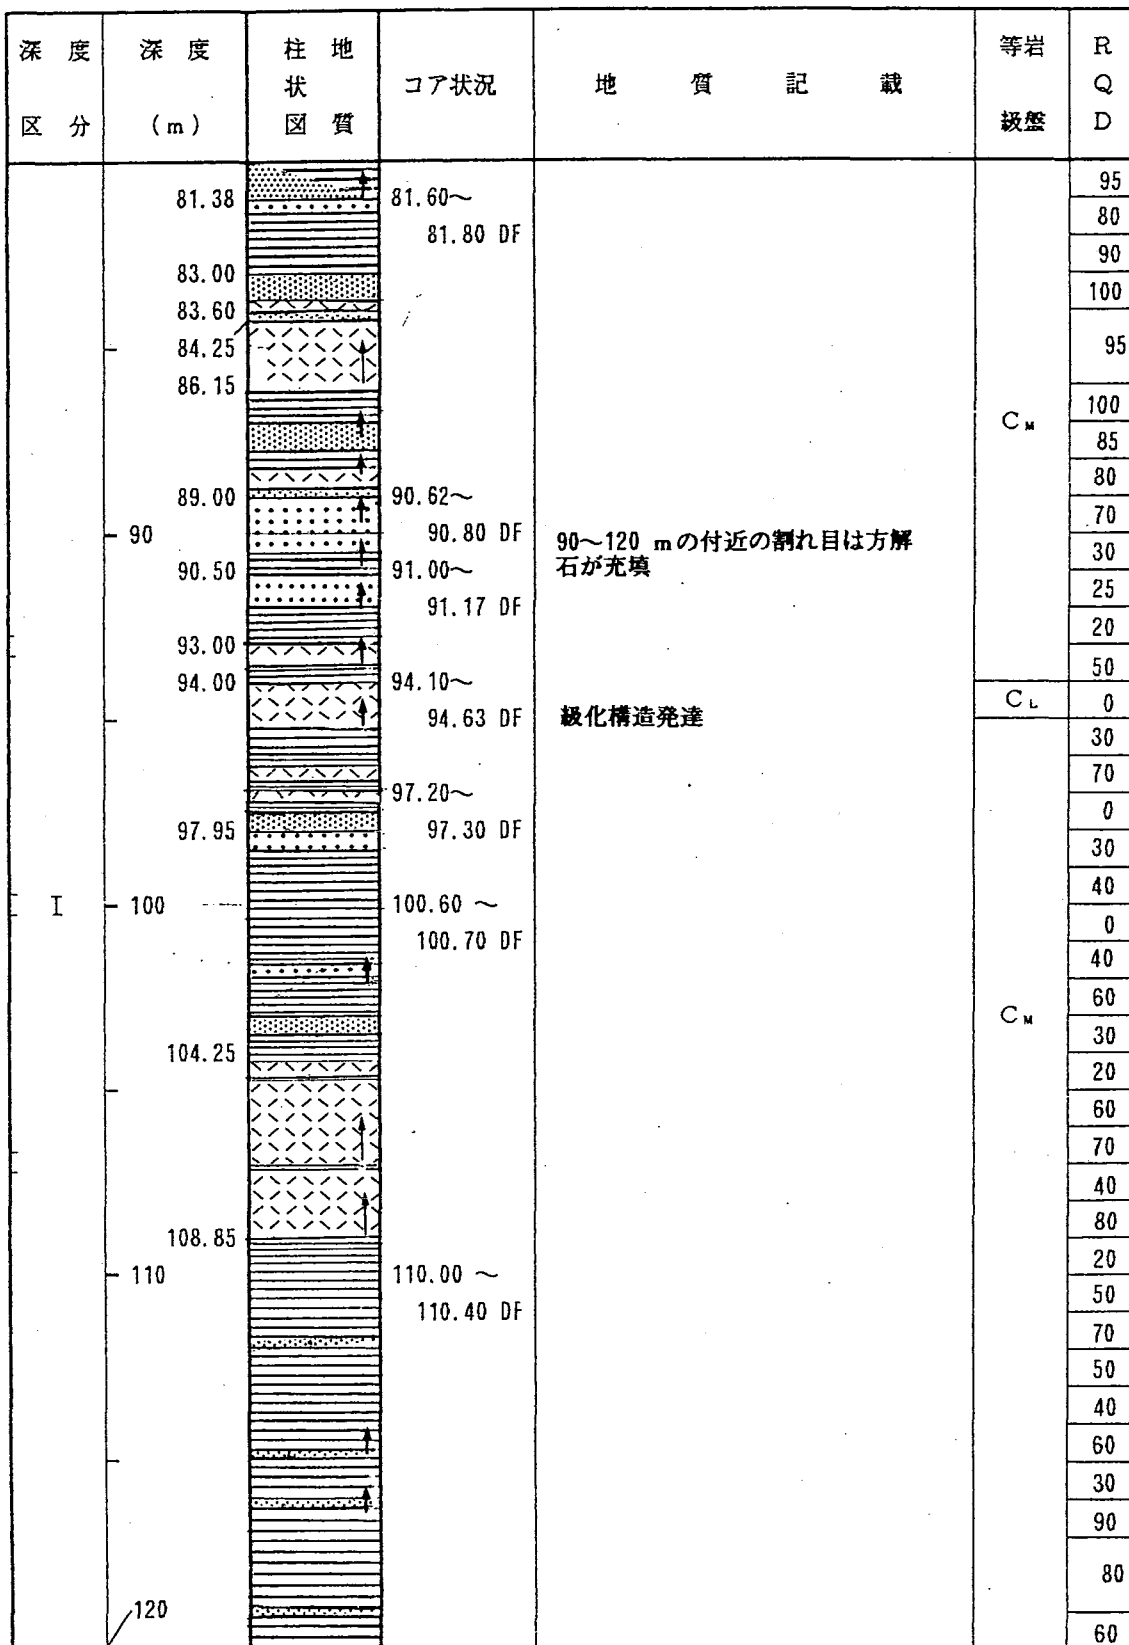 深度
区分
深度
(m)
柱地
状
図質
コア状況
地質記載
等岩
級盤
R
Q
D
81.38
83.00
83.60
84.25
86.15
89.00
90
90.50
93.00
94.00
97.95
I
100
104.25
108.85
110
120
81.60～
81.80 DF
90.62～
90.80 DF
91.00～
91.17 DF
94.10～
94.63 DF
97.20～
97.30 DF
100.60 ～
100.70 DF
110.00 ～
110.40 DF
90～120 mの付近の割れ目は方解
石が充填
級化構造発達
CM
CL
CM
95
80
90
100
95
100
85
80
70
30
25
20
50
0
30
70
0
30
40
0
40
60
30
20
60
70
40
80
20
50
70
50
40
60
30
90
80
60